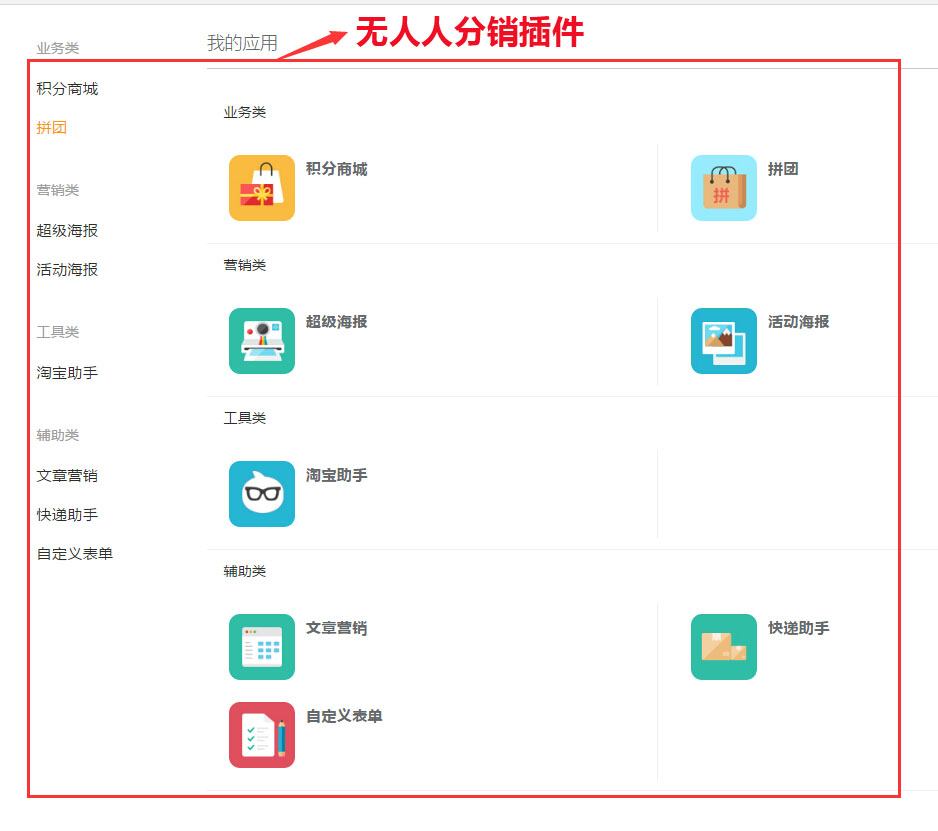 业务类
积分商城
拼团
营销类
超级海报
活动海报
工具类
淘宝助手
辅助类
文章营销
快递助手
自定义表单
我的应用
无人人分销插件
业务类
积分商城
拼
拼团
营销类
超级海报
活动海报
工具类
淘宝助手
辅助类
文章营销
快递助手
自定义表单